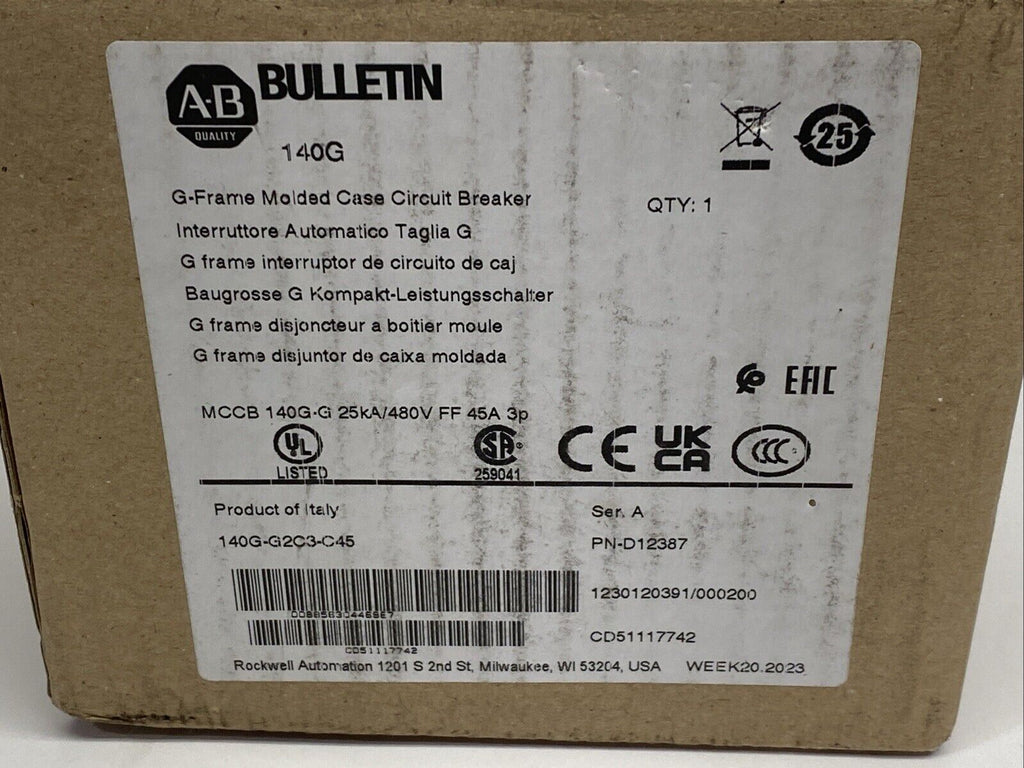 A·B
QUALITY
BULLETIN
140G
25
G-Frame Molded Case Circuit Breaker
QTY: 1
Interruttore Automatico Taglia G
G frame interruptor de circuito de caj
Baugrosse G Kompakt-Leistungsschalter
G frame disjoncteur a boitier moule
G frame disjuntor de caixa moldada
EAC
MCCB 140G-G 25kA/480V FF 45A 3p
UL
LISTED
SA
259041
CE
UK
CA
CCC
Product of Italy
Ser. A
140G-G2C3-C45
PN-D12387
1230120391/000200
CD51117742
CD51117742
Rockwell Automation 1201 S 2nd St, Milwaukee, WI 53204, USA WEEK20.2023